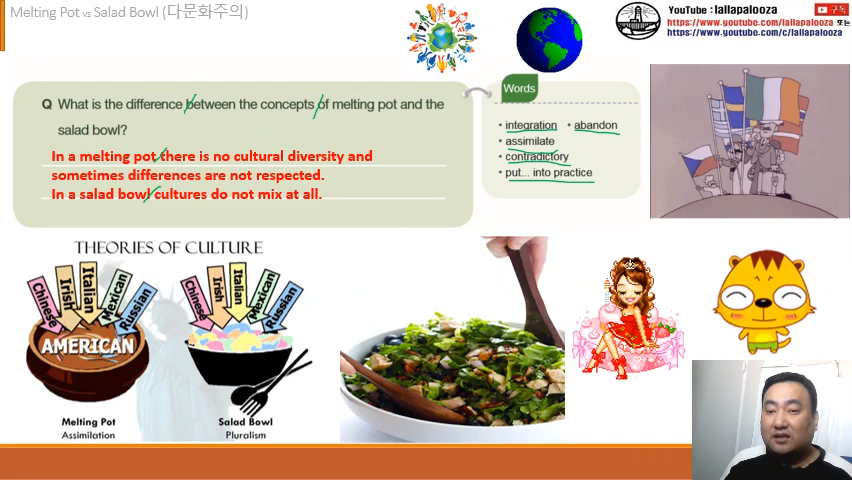 Melting Pot vs Salad Bowl (다문화주의)
YouTube : lallapalooza
구독
https://www.youtube.com/lallapalooza 또는
https://www.youtube.com/c/lallapalooza
Q What is the difference between the concepts of melting pot and the
salad bowl?
In a melting pot there is no cultural diversity and
sometimes differences are not respected.
In a salad bowl cultures do not mix at all.
Words
• integration • abandon
• assimilate
• contradictory
• put... into practice
THEORIES OF CULTURE
Chinese
Irish
Italian
Mexican
Russian
AMERICAN
Melting Pot
Assimilation
Chinese
Irish
Italian
Mexican
Russian
Salad Bowl
Pluralism